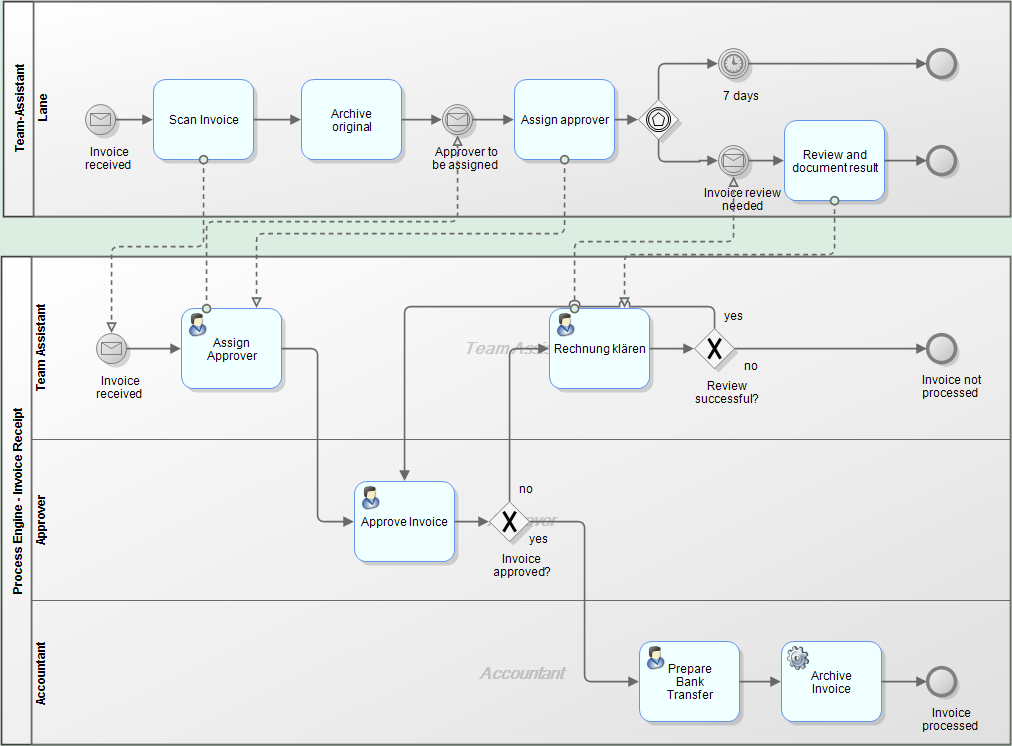 Team-Assistant
Lane
Scan Invoice
Archive
original
Assign approver
Invoice
received
Approver to
be assigned
7 days
Review and
document result
Invoice review
needed
Process Engine - Invoice Receipt
Team Assistant
Invoice
received
Assign
Approver
Team Assis
Rechnung klären
yes
no
Review
successful?
Invoice not
processed
Approver
Approve Invoice
no
yes
over
Invoice
approved?
Accountant
Accountant
Prepare
Bank
Transfer
Archive
Invoice
Invoice
processed